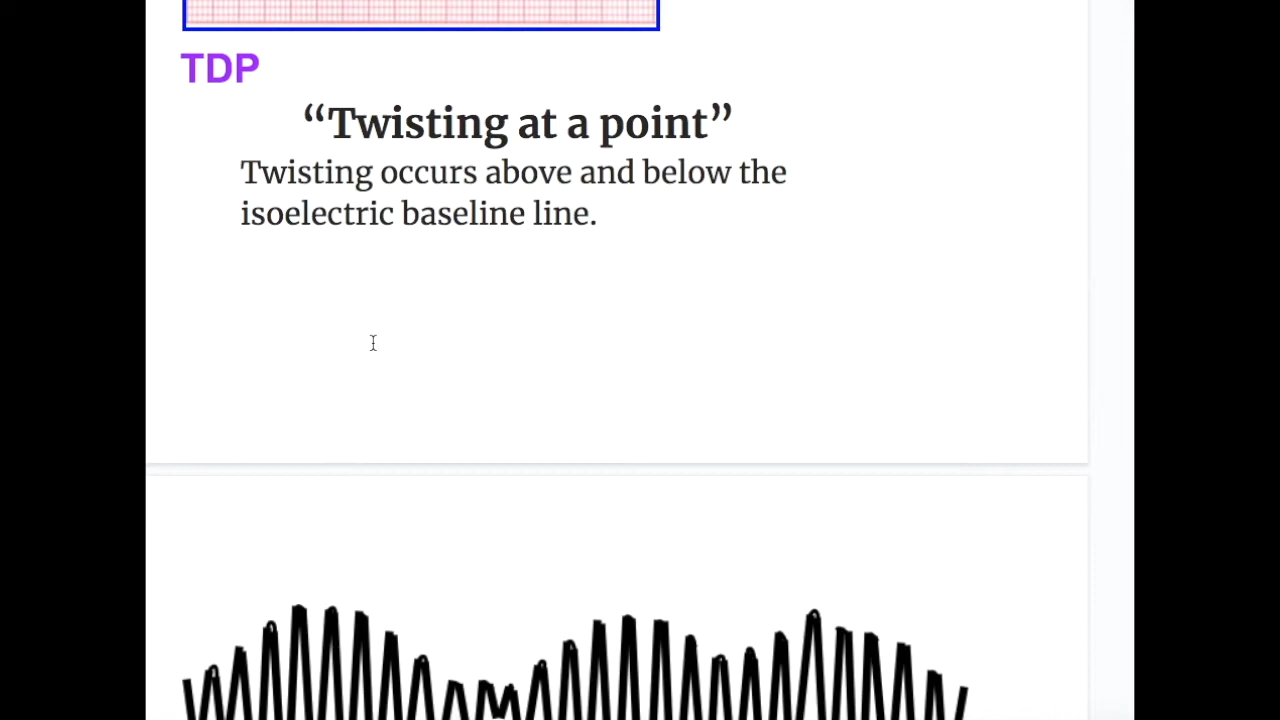 TDP
“Twisting at a point”
Twisting occurs above and below the
isoelectric baseline line.